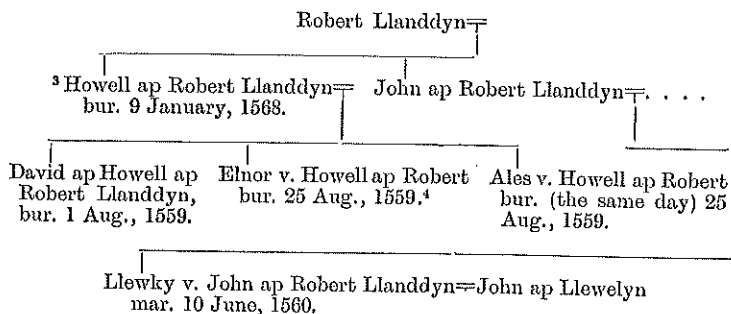 Robert Llanddyn
³ Howell ap Robert Llanddyn John ap Robert Llanddyn . . . .
bur. 9 January, 1568.
David ap Howell ap
Robert Llanddyn,
bur. 1 Aug., 1559.
Elnor v. Howell ap Robert
bur. 25 Aug., 1559.⁴
Ales v. Howell ap Robert
bur. (the same day) 25
Aug., 1559.
Llewky v. John ap Robert Llanddyn John ap Llewelyn
mar. 10 June, 1560.